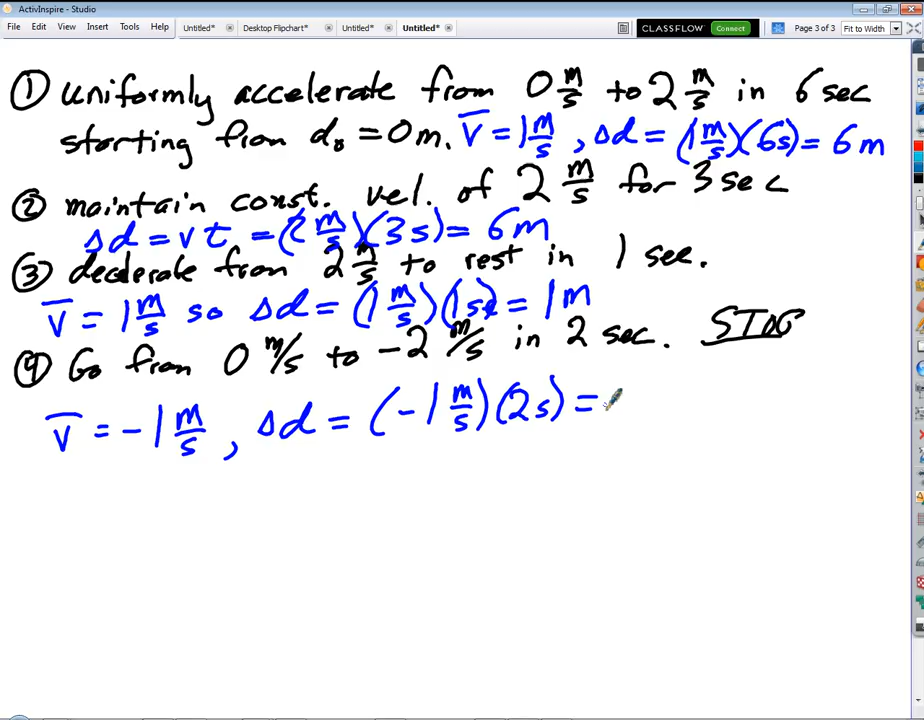 ActivInspire - Studio
File Edit View Insert Tools Help Untitled* Desktop Flipchart* Untitled* Untitled* CLASSFLOW Connect Page 3 of 3 Fit to Width
① uniformly accelerate from 0 m/s to 2 m/s in 6 sec
starting from d₀ = 0m. V̅ = 1 m/s, Δd = (1 m/s)(6s) = 6m
② maintain const. vel. of 2 m/s for 3 sec
Δd = vt = (2 m/s)(3s) = 6m
③ decelerate from 2 m/s to rest in 1 sec.
V̅ = 1 m/s so Δd = (1 m/s)(1s) = 1m
④ Go from 0 m/s to -2 m/s in 2 sec. STOG
V̅ = -1 m/s, Δd = (-1 m/s)(2s) =